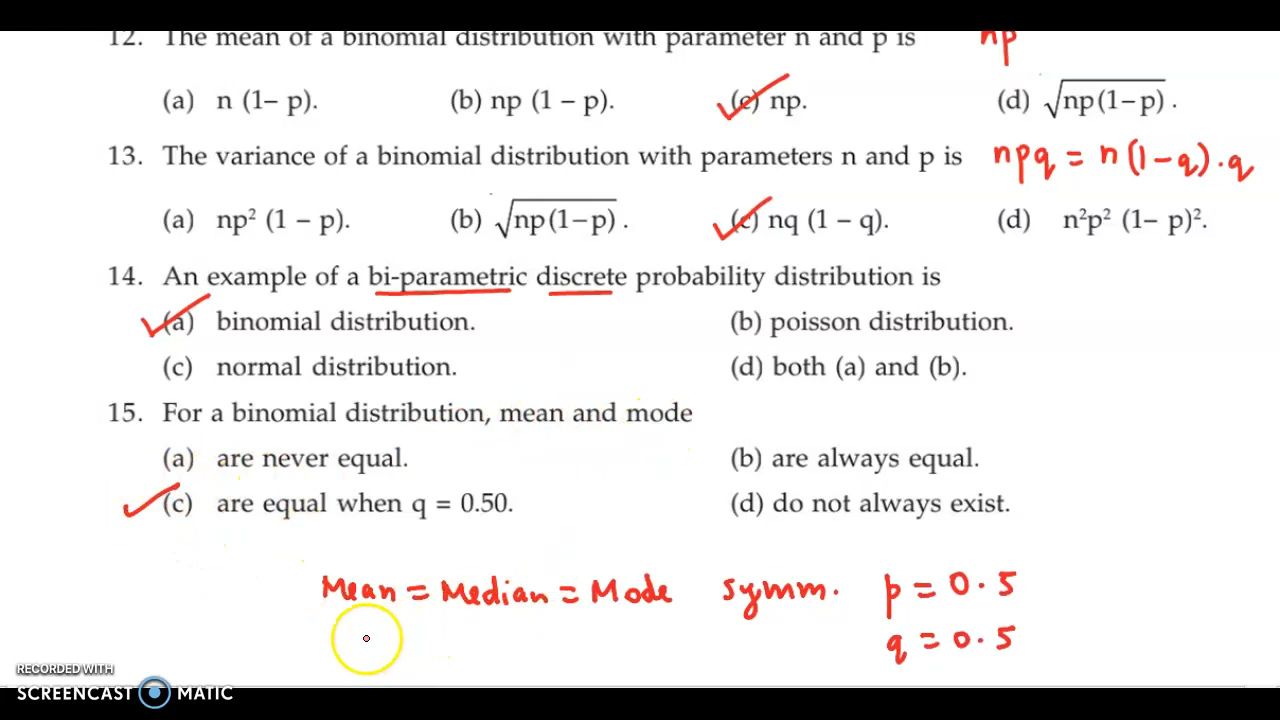 12. The mean of a binomial distribution with parameter n and p is np
(a) n (1– p). (b) np (1 – p). (c) np. (d) √np(1–p) .
13. The variance of a binomial distribution with parameters n and p is npq = n(1-q).q
(a) np² (1 – p). (b) √np(1–p) . (c) nq (1 – q). (d) n²p² (1– p)².
14. An example of a bi-parametric discrete probability distribution is
(a) binomial distribution. (b) poisson distribution.
(c) normal distribution. (d) both (a) and (b).
15. For a binomial distribution, mean and mode
(a) are never equal. (b) are always equal.
(c) are equal when q = 0.50. (d) do not always exist.
Mean = Median = Mode symm. p = 0.5
q = 0.5
RECORDED WITH
SCREENCAST MATIC